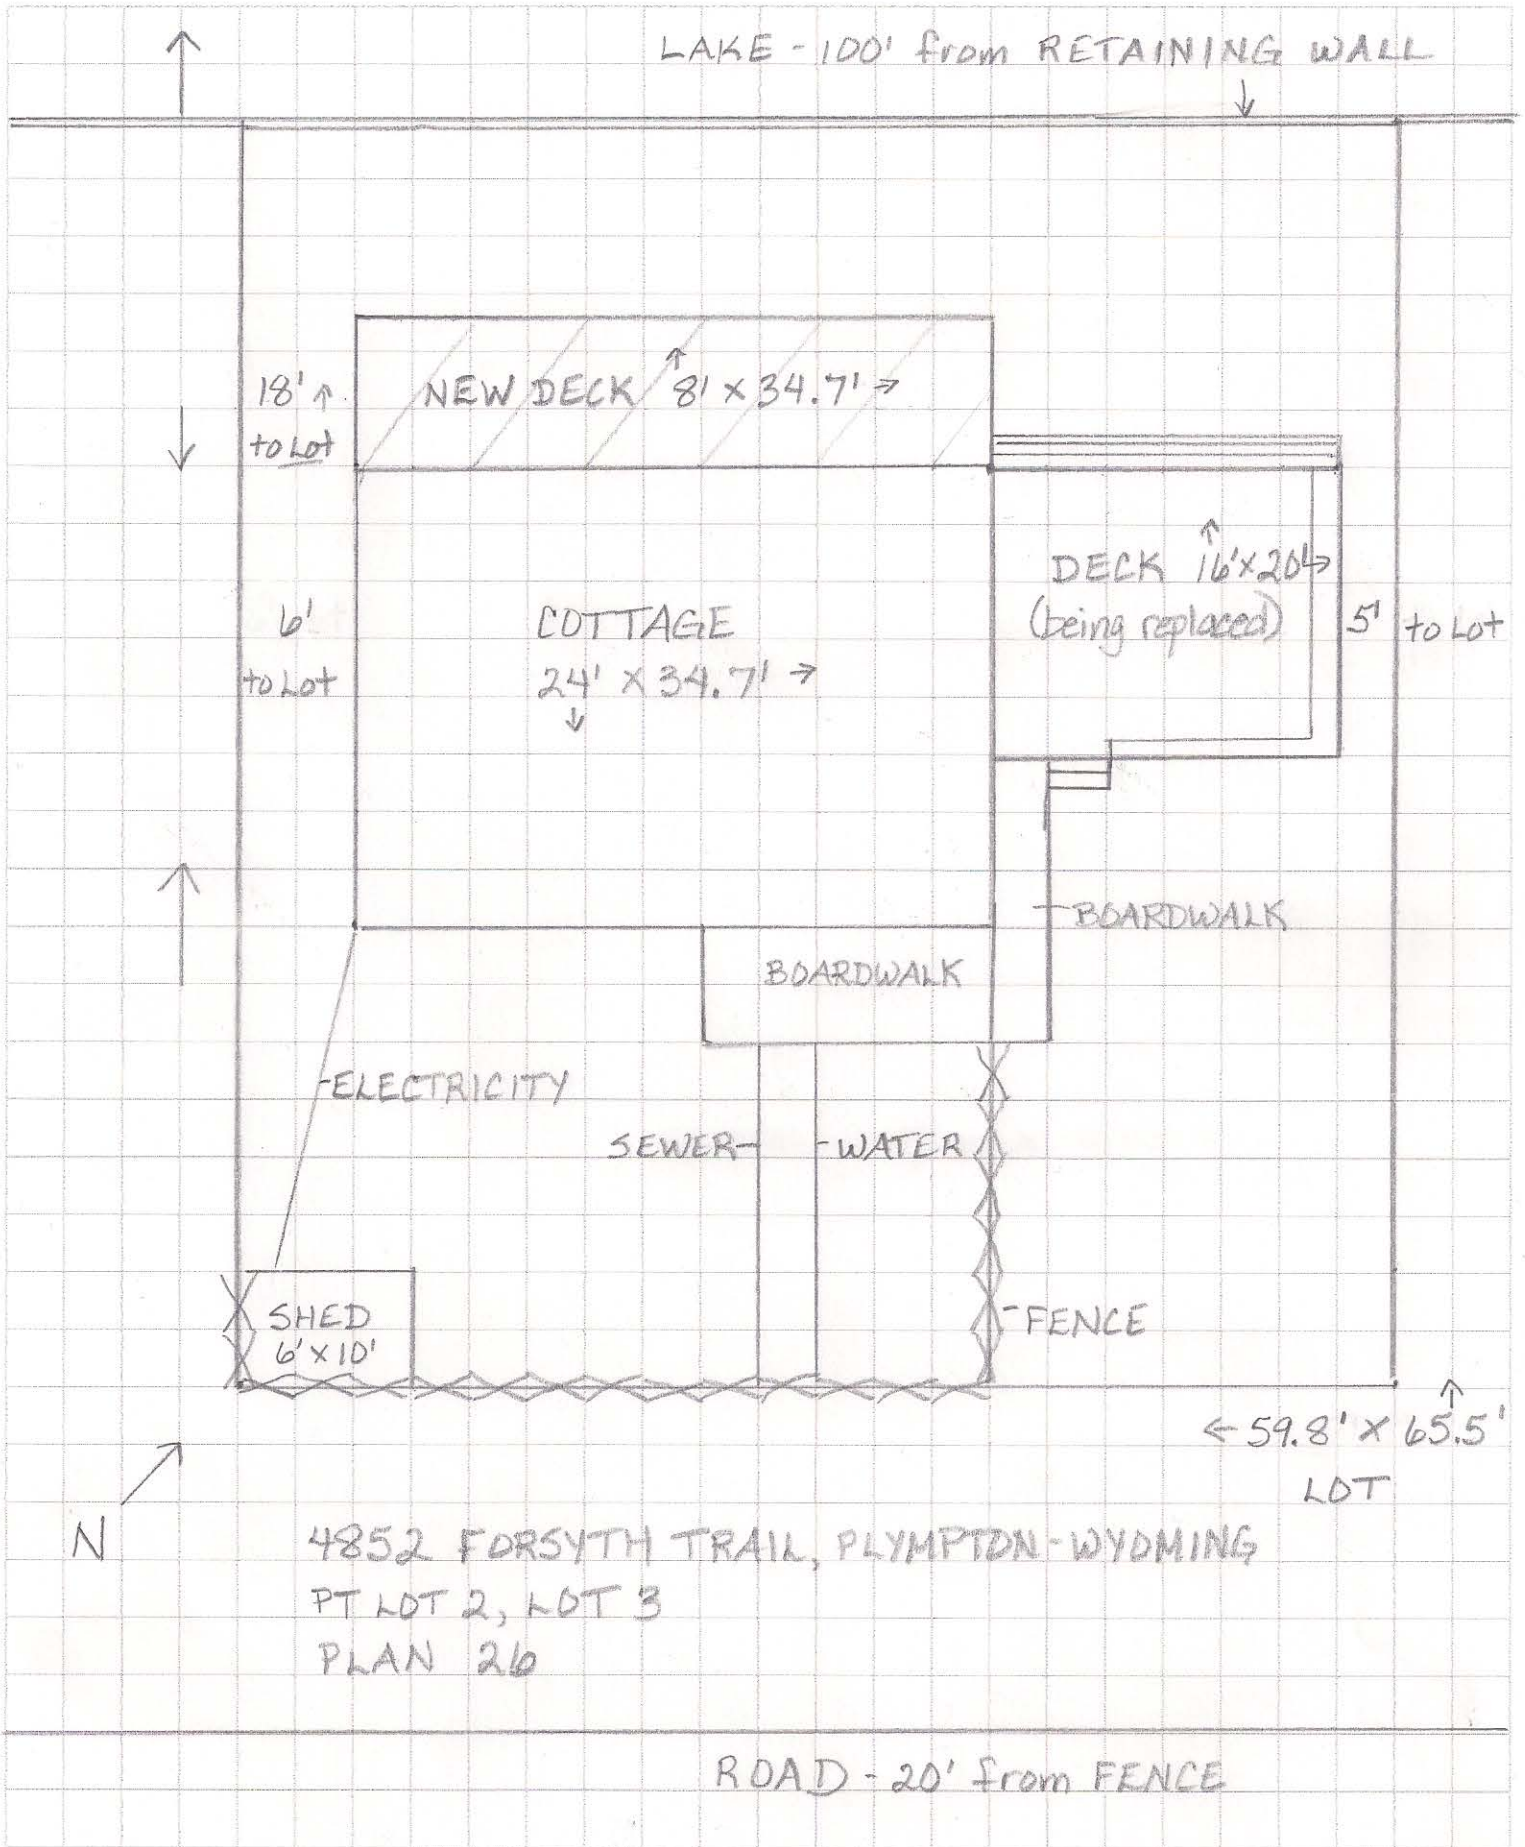 LAKE - 100' from RETAINING WALL
↓
NEW DECK 8' X 34.7' →
18' ↑
to Lot
DECK 16' X 20' →
(being replaced)
5' to Lot
6'
to Lot
COTTAGE
24' X 34.7' →
↓
BOARDWALK
BOARDWALK
ELECTRICITY
SEWER
WATER
FENCE
SHED
6' X 10'
← 59.8' X 65.5'
LOT
N
4852 FORSYTH TRAIL, PLYMPTON-WYOMING
PT LOT 2, LOT 3
PLAN 26
ROAD - 20' from FENCE